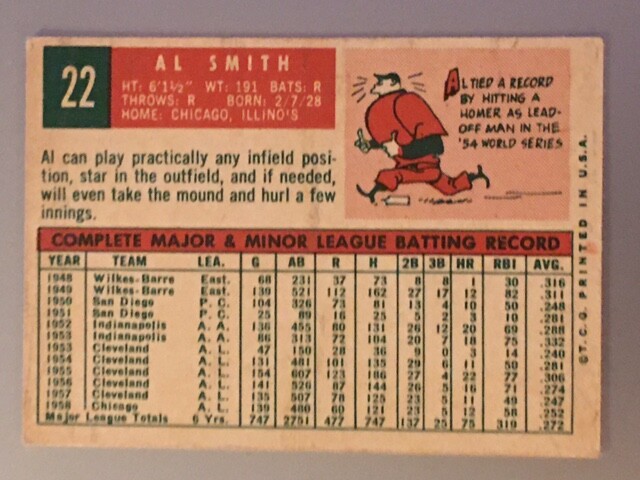 22
AL SMITH
HT: 6'1½" WT: 191 BATS: R
THROWS: R BORN: 2/7/28
HOME: CHICAGO, ILLINO'S
AL TIED A RECORD
BY HITTING A
HOMER AS LEAD-
OFF MAN IN THE
'54 WORLD SERIES
Al can play practically any infield posi-
tion, star in the outfield, and if needed,
will even take the mound and hurl a few
innings.
COMPLETE MAJOR & MINOR LEAGUE BATTING RECORD
YEAR TEAM LEA. G AB R H 2B 3B HR RBI AVG.
1948 Wilkes-Barre East. 68 231 37 73 8 8 1 30 .316
1949 Wilkes-Barre East. 139 521 112 162 27 17 12 82 .311
1950 San Diego P.C. 104 326 73 81 13 4 10 50 .248
1951 San Diego P.C. 25 89 16 25 5 2 3 10 .281
1952 Indianapolis A.A. 136 455 80 131 26 12 20 69 .288
1953 Indianapolis A.A. 86 313 72 104 20 7 18 75 .332
1953 Cleveland A.L. 47 150 28 36 9 0 3 14 .240
1954 Cleveland A.L. 131 481 101 135 29 6 11 50 .281
1955 Cleveland A.L. 154 607 123 186 27 4 22 77 .306
1956 Cleveland A.L. 141 526 87 144 26 5 16 71 .274
1957 Cleveland A.L. 135 507 78 125 23 5 11 49 .247
1958 Chicago A.L. 139 480 60 121 23 5 12 58 .252
Major League Totals 6 Yrs. 747 2751 477 747 137 25 75 319 .272
©T.C.G. PRINTED IN U.S.A.